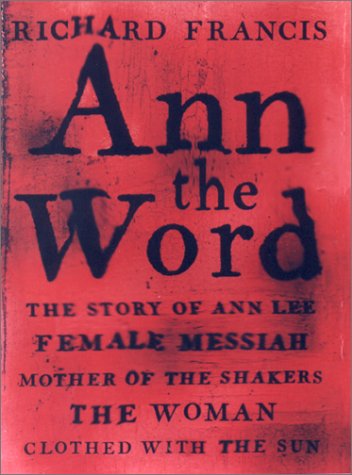 RICHARD FRANCIS
Ann
the
Word
THE STORY OF ANN LEE
FEMALE MESSIAH
MOTHER OF THE SHAKERS
THE WOMAN
CLOTHED WITH THE SUN